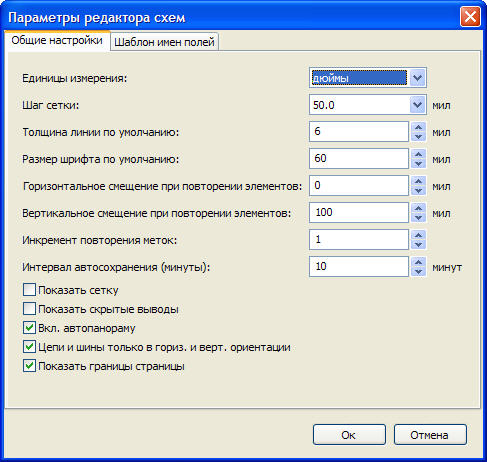 Параметры редактора схем
Общие настройки Шаблон имен полей
Единицы измерения: дюймы
Шаг сетки: 50.0 мил
Толщина линии по умолчанию: 6 мил
Размер шрифта по умолчанию: 60 мил
Горизонтальное смещение при повторении элементов: 0 мил
Вертикальное смещение при повторении элементов: 100 мил
Инкремент повторения меток: 1
Интервал автосохранения (минуты): 10 минут
Показать сетку
Показать скрытые выводы
Вкл. автопанораму
Цепи и шины только в гориз. и верт. ориентации
Показать границы страницы
Ок Отмена